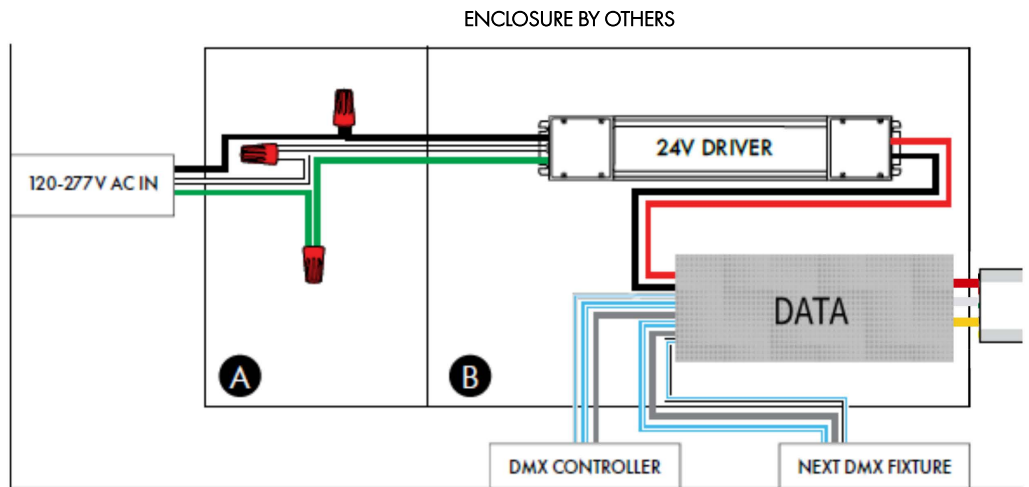 ENCLOSURE BY OTHERS
120-277V AC IN
24V DRIVER
DATA
A
B
DMX CONTROLLER
NEXT DMX FIXTURE